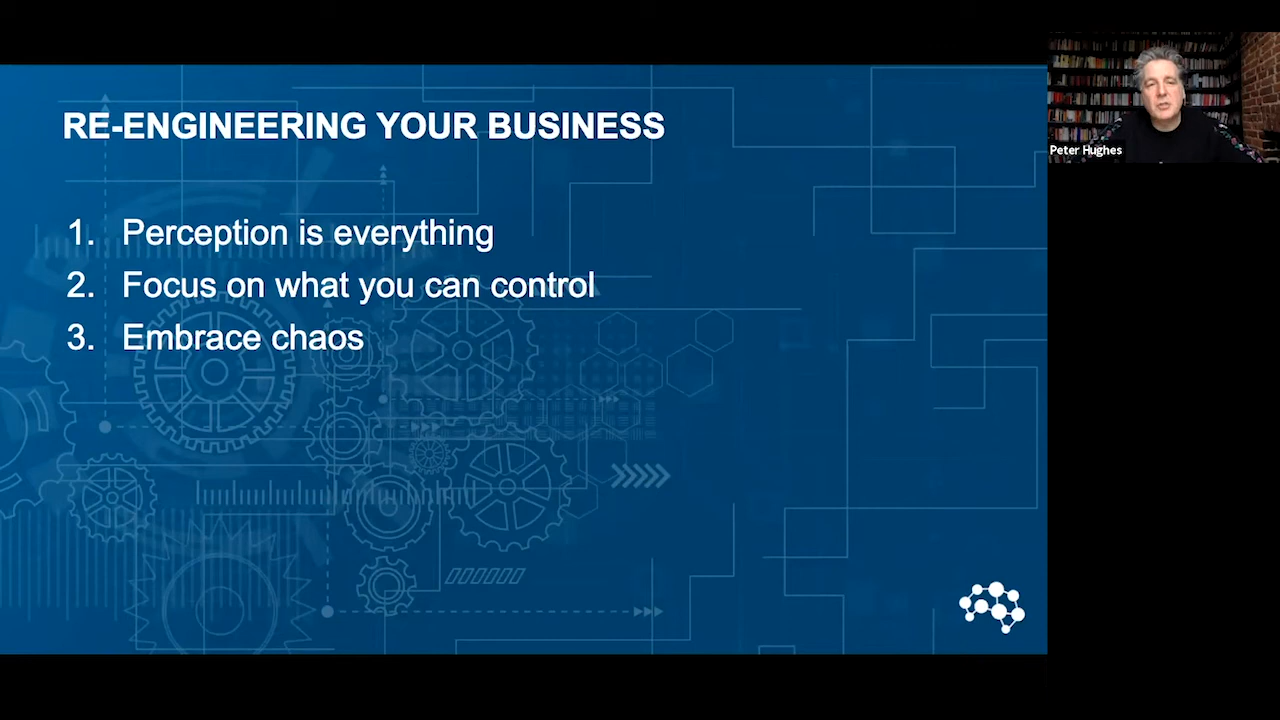 RE-ENGINEERING YOUR BUSINESS
1. Perception is everything
2. Focus on what you can control
3. Embrace chaos
Peter Hughes